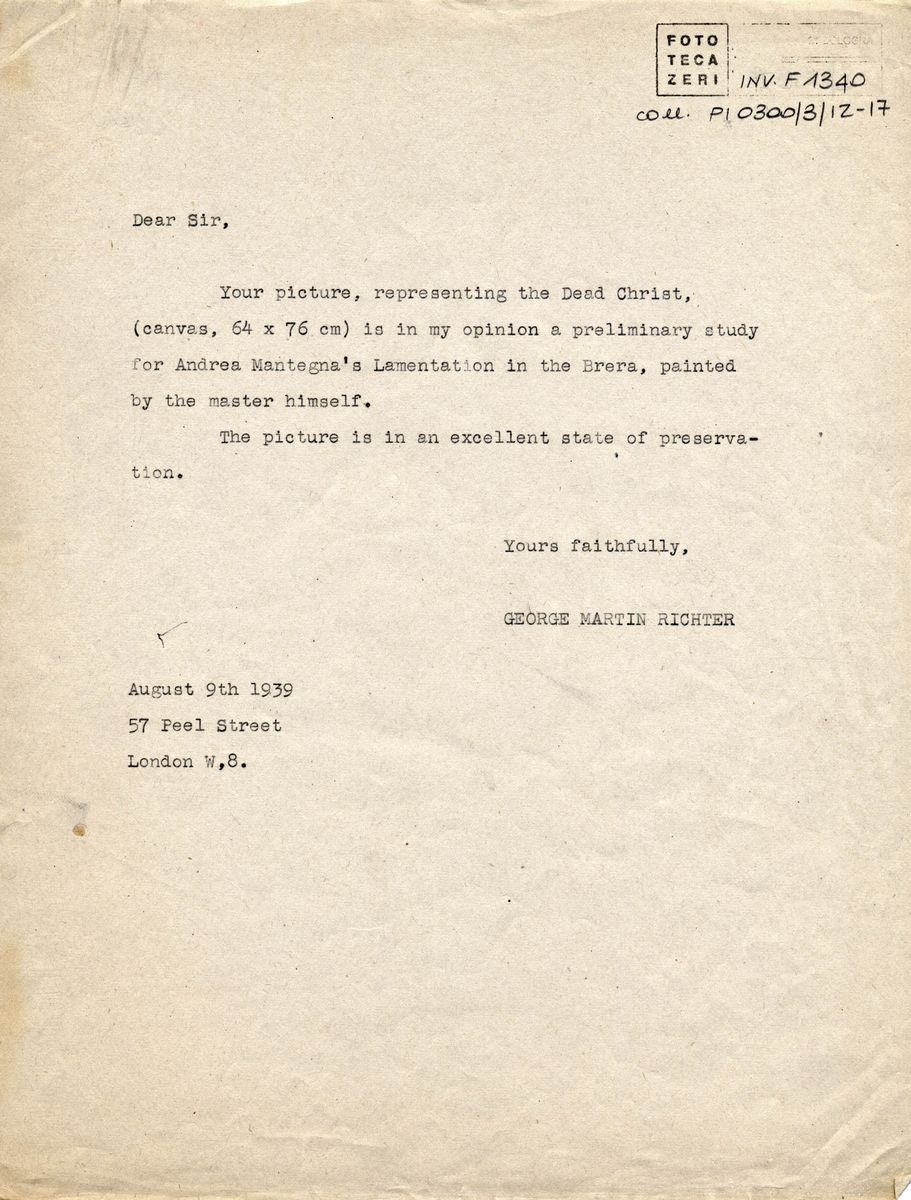 FOTO
TECA
ZERI
INV. F 1340
coll. PI 0300/3/12-17
Dear Sir,
Your picture, representing the Dead Christ,
(canvas, 64 x 76 cm) is in my opinion a preliminary study
for Andrea Mantegna's Lamentation in the Brera, painted
by the master himself.
The picture is in an excellent state of preserva-
tion.
Yours faithfully,
GEORGE MARTIN RICHTER
August 9th 1939
57 Peel Street
London W,8.